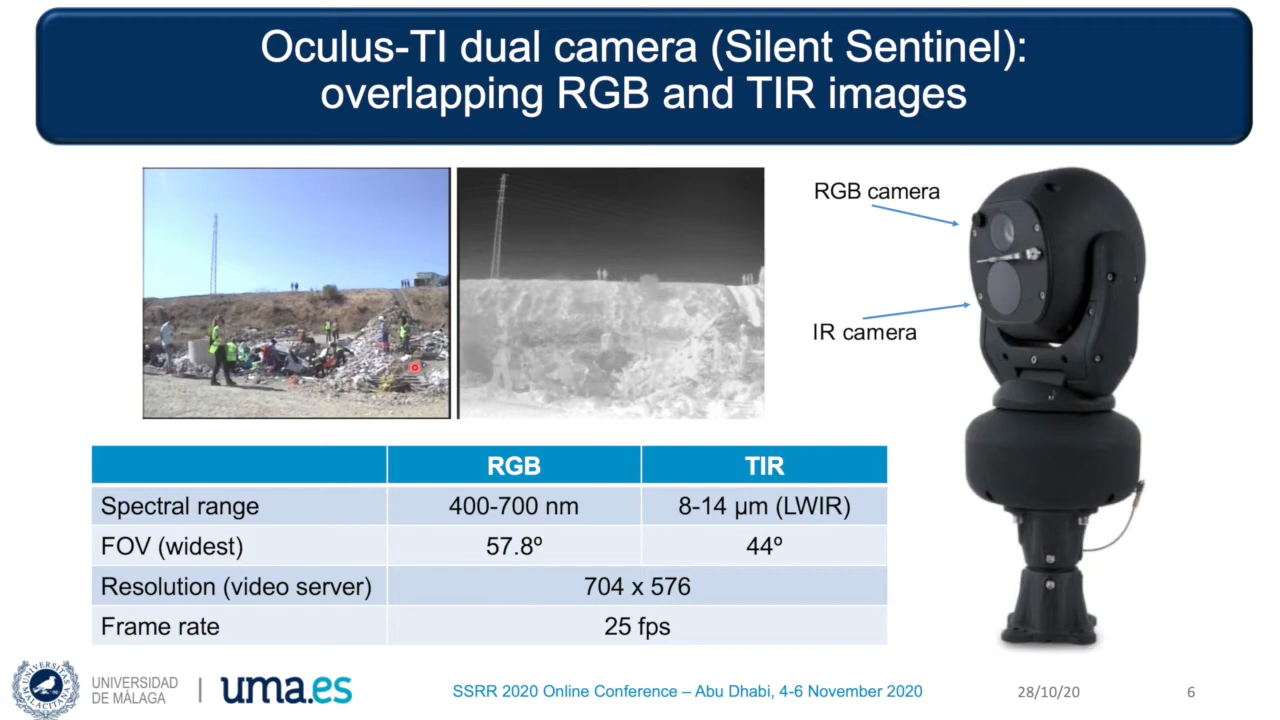 Oculus-TI dual camera (Silent Sentinel):
overlapping RGB and TIR images
RGB camera
IR camera
RGB TIR
Spectral range 400-700 nm 8-14 µm (LWIR)
FOV (widest) 57.8º 44º
Resolution (video server) 704 x 576
Frame rate 25 fps
UNIVERSIDAD
DE MÁLAGA
uma.es
SSRR 2020 Online Conference – Abu Dhabi, 4-6 November 2020
28/10/20
6